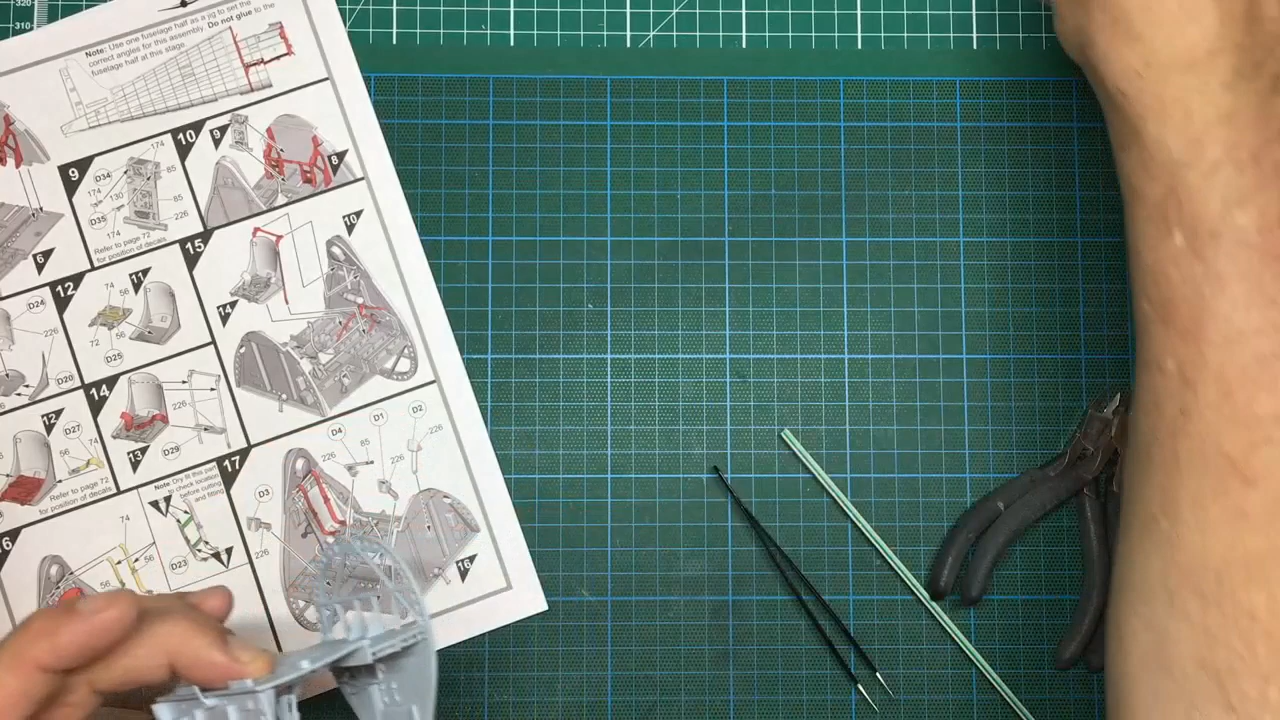 320
310
Note: Use one fuselage half as a jig to set the
correct angles for this assembly. Do not glue to the
fuselage half at this stage
6
9
D34
174
174
130
85
85
D35
174
226
Refer to page 72
for position of decals
10
9
8
12
D24
226
D20
74
56
11
72
56
D25
15
10
14
12
D27
74
56
Refer to page 72
for position of decals
14
226
13
D29
16
74
56
56
Note: Dry fit this part
to check location
before cutting
and fitting
D23
17
D4
D1
D2
85
226
226
226
D3
226
16